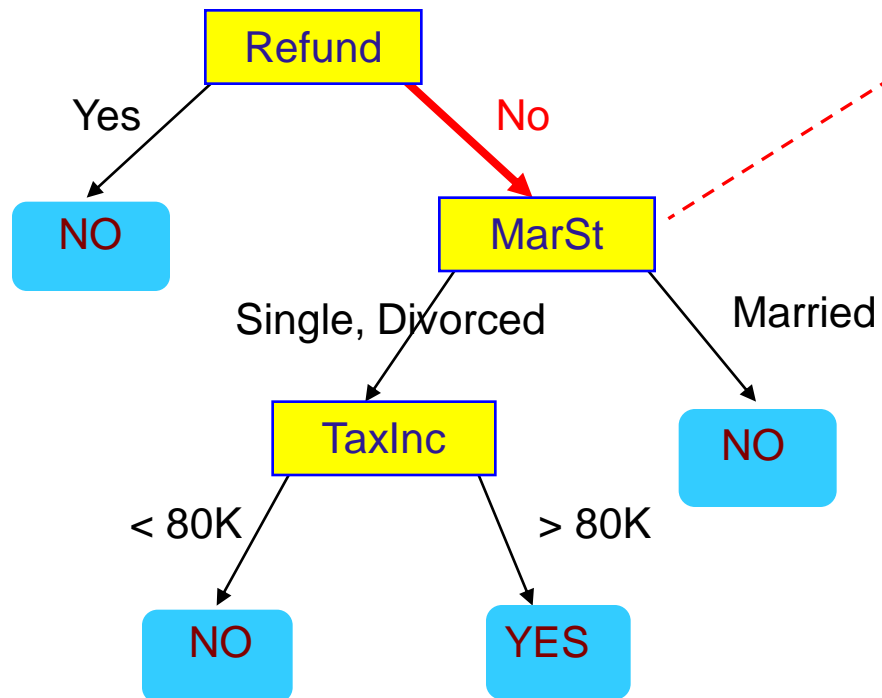 Refund
Yes
No
NO
MarSt
Single, Divorced
Married
TaxInc
NO
< 80K
> 80K
NO
YES